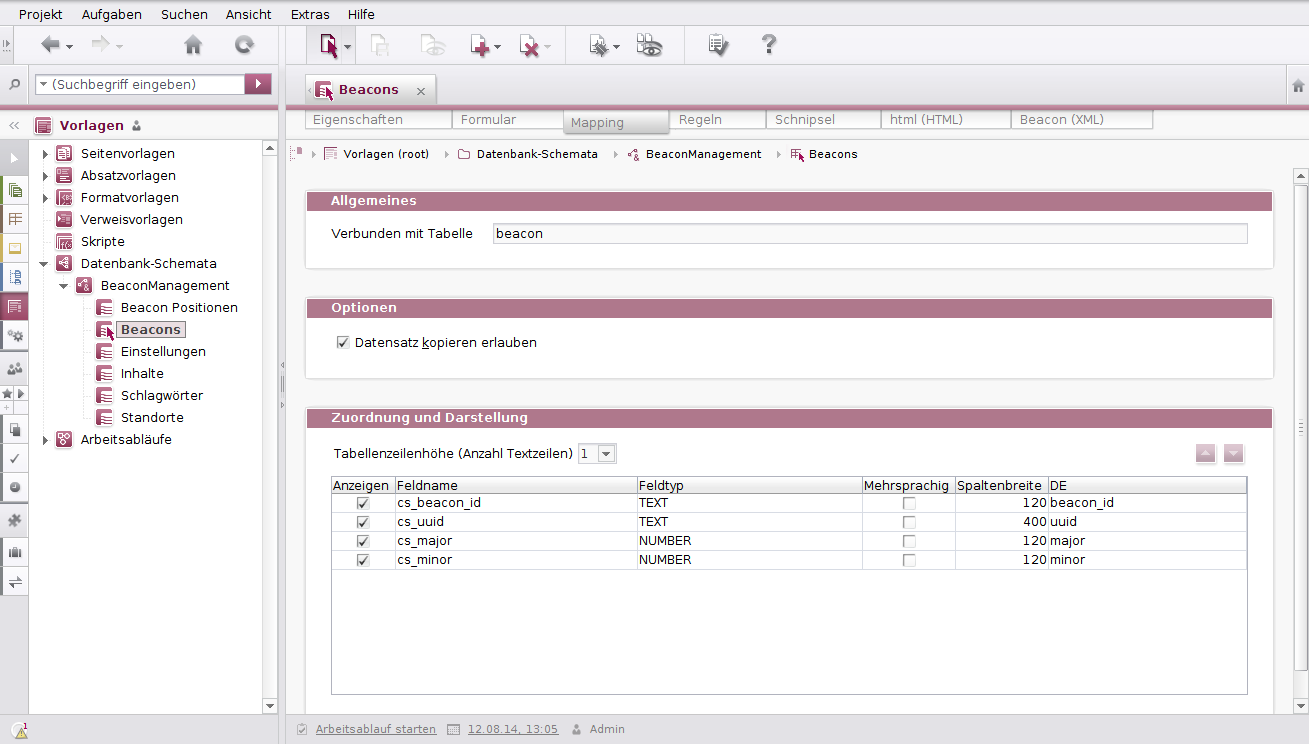 Projekt Aufgaben Suchen Ansicht Extras Hilfe
(Suchbegriff eingeben)
Beacons
Vorlagen
Eigenschaften Formular Mapping Regeln Schnipsel html (HTML) Beacon (XML)
Vorlagen (root) Datenbank-Schemata BeaconManagement Beacons
Seitenvorlagen
Absatzvorlagen
Formatvorlagen
Verweisvorlagen
Skripte
Datenbank-Schemata
BeaconManagement
Beacon Positionen
Beacons
Einstellungen
Inhalte
Schlagwörter
Standorte
Arbeitsabläufe
Allgemeines
Verbunden mit Tabelle beacon
Optionen
Datensatz kopieren erlauben
Zuordnung und Darstellung
Tabellenzeilenhöhe (Anzahl Textzeilen) 1
Anzeigen Feldname Feldtyp Mehrsprachig Spaltenbreite DE
cs_beacon_id TEXT 120 beacon_id
cs_uuid TEXT 400 uuid
cs_major NUMBER 120 major
cs_minor NUMBER 120 minor
1
Arbeitsablauf starten 12.08.14, 13:05 Admin